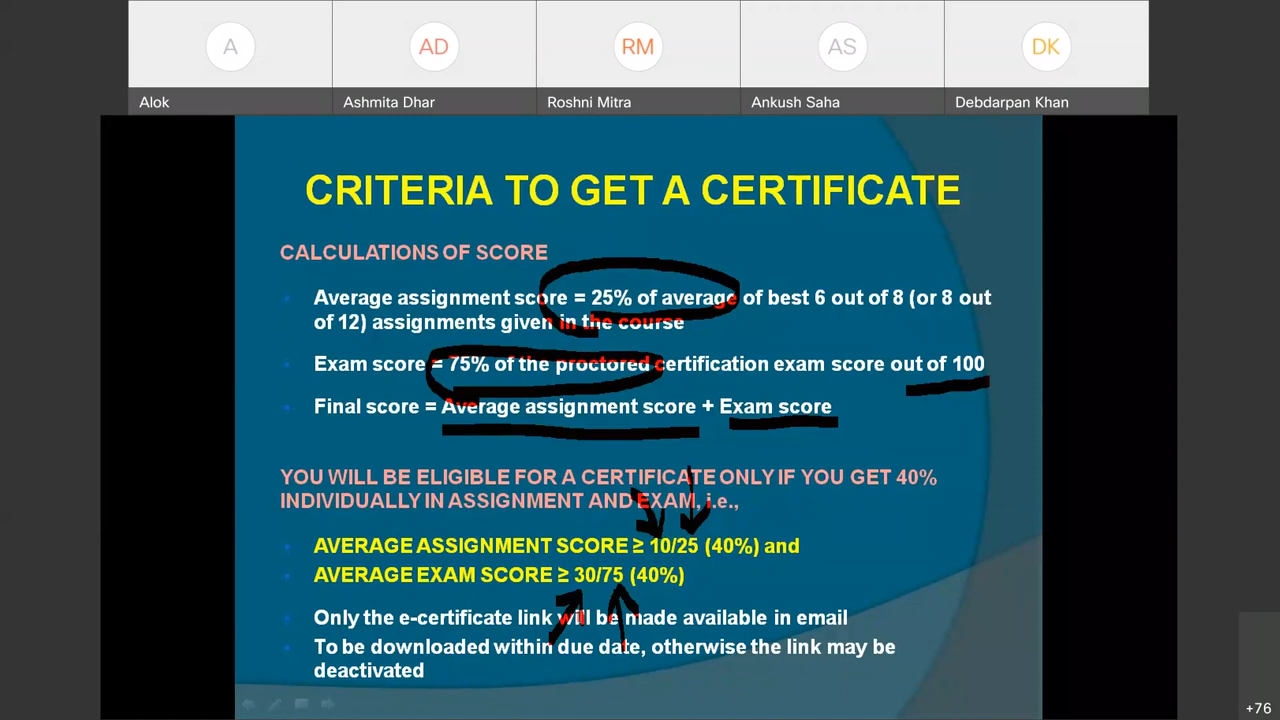 A
AD
RM
AS
DK
Alok
Ashmita Dhar
Roshni Mitra
Ankush Saha
Debdarpan Khan
CRITERIA TO GET A CERTIFICATE
CALCULATIONS OF SCORE
Average assignment score = 25% of average of best 6 out of 8 (or 8 out
of 12) assignments given in the course
Exam score = 75% of the proctored certification exam score out of 100
Final score = Average assignment score + Exam score
YOU WILL BE ELIGIBLE FOR A CERTIFICATE ONLY IF YOU GET 40%
INDIVIDUALLY IN ASSIGNMENT AND EXAM, i.e.,
AVERAGE ASSIGNMENT SCORE ≥ 10/25 (40%) and
AVERAGE EXAM SCORE ≥ 30/75 (40%)
Only the e-certificate link will be made available in email
To be downloaded within due date, otherwise the link may be
deactivated
+76